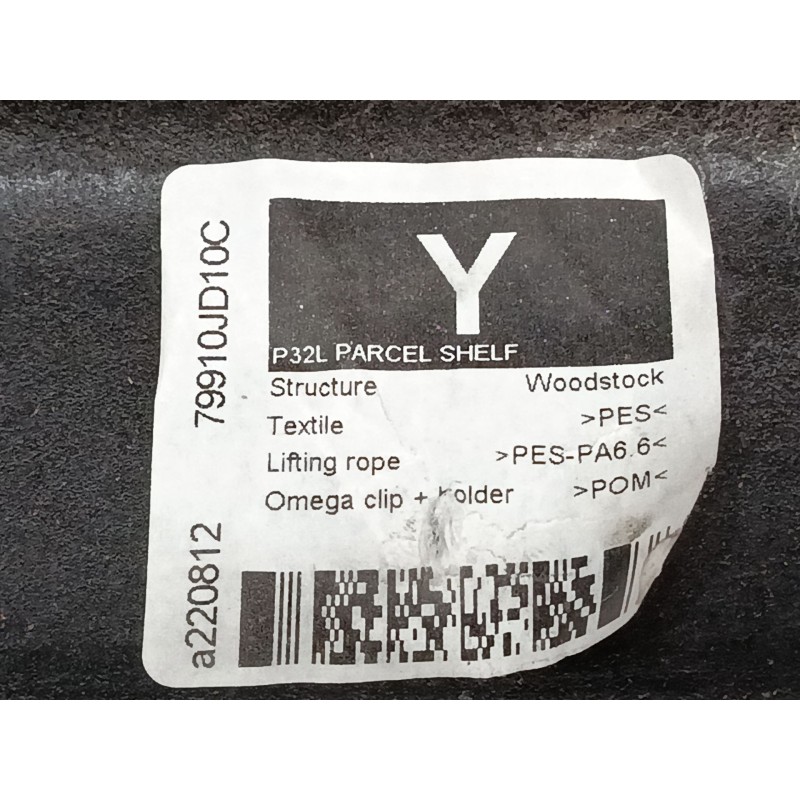 79910JD10C
a220812
Y
P32L PARCEL SHELF
Structure Woodstock
Textile >PES<
Lifting rope >PES-PA6.6<
Omega clip + holder >POM<